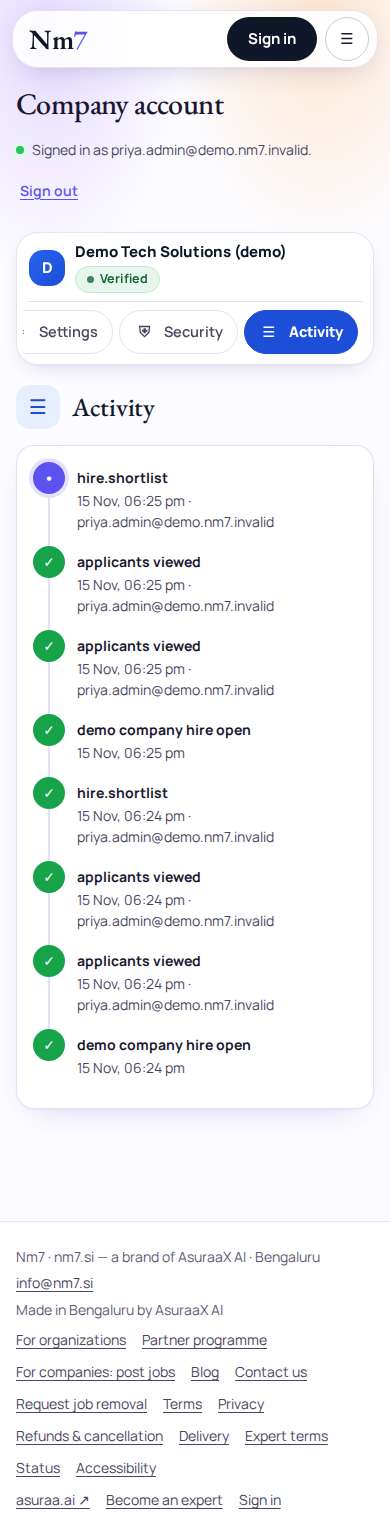 Nm7
Sign in
Company account
Signed in as priya.admin@demo.nm7.invalid.
Sign out
D
Demo Tech Solutions (demo)
Verified
Settings
Security
Activity
Activity
hire.shortlist
15 Nov, 06:25 pm ·
priya.admin@demo.nm7.invalid
applicants viewed
15 Nov, 06:25 pm ·
priya.admin@demo.nm7.invalid
applicants viewed
15 Nov, 06:25 pm ·
priya.admin@demo.nm7.invalid
demo company hire open
15 Nov, 06:25 pm
hire.shortlist
15 Nov, 06:24 pm ·
priya.admin@demo.nm7.invalid
applicants viewed
15 Nov, 06:24 pm ·
priya.admin@demo.nm7.invalid
applicants viewed
15 Nov, 06:24 pm ·
priya.admin@demo.nm7.invalid
demo company hire open
15 Nov, 06:24 pm
Nm7 · nm7.si — a brand of AsuraaX AI · Bengaluru
info@nm7.si
Made in Bengaluru by AsuraaX AI
For organizations Partner programme
For companies: post jobs Blog Contact us
Request job removal Terms Privacy
Refunds & cancellation Delivery Expert terms
Status Accessibility
asuraa.ai ↗ Become an expert Sign in